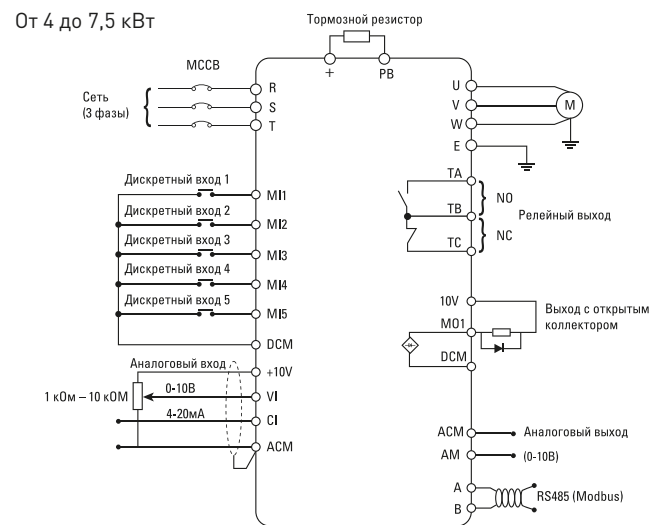 От 4 до 7,5 кВт
Тормозной резистор
+
PB
МССВ
Сеть
(3 фазы)
R
S
T
U
V
W
E
M
TA
TB
TC
NO
NC
Релейный выход
Дискретный вход 1
MI1
Дискретный вход 2
MI2
Дискретный вход 3
MI3
Дискретный вход 4
MI4
Дискретный вход 5
MI5
DCM
10V
MO1
DCM
Выход с открытым
коллектором
Аналоговый вход
+10V
1 кОм – 10 кОМ
0-10В
VI
4-20мА
CI
ACM
ACM
Аналоговый выход
AM
(0-10В)
A
B
RS485 (Modbus)